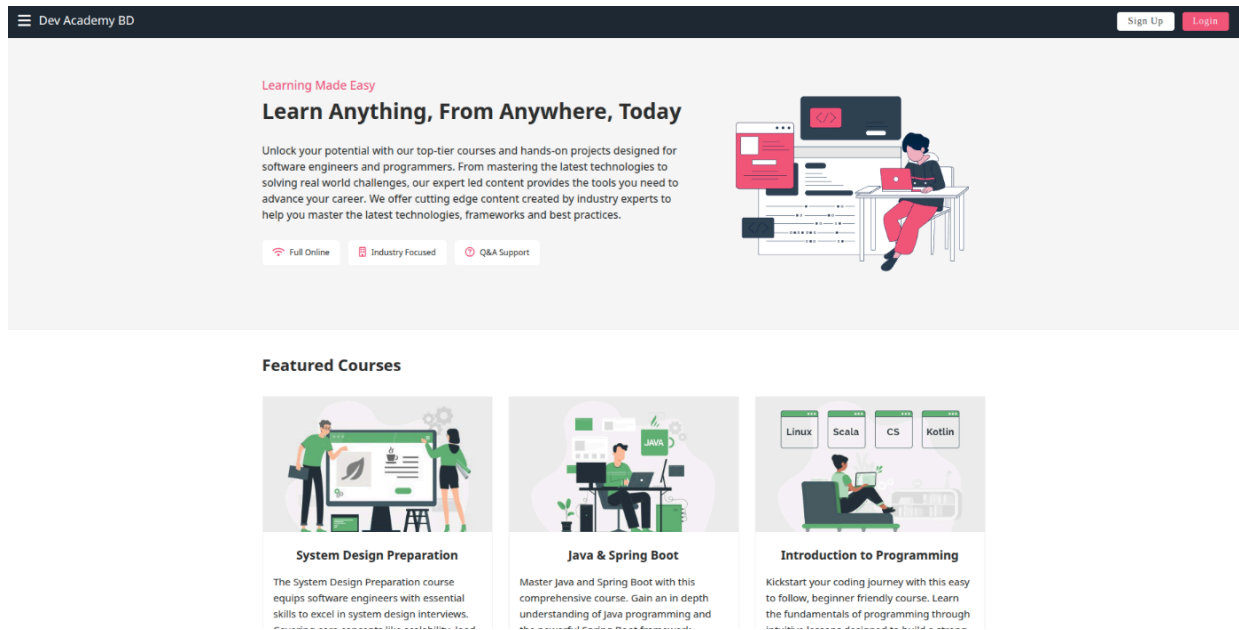 Dev Academy BD
Sign Up
Login
Learning Made Easy
Learn Anything, From Anywhere, Today
Unlock your potential with our top-tier courses and hands-on projects designed for
software engineers and programmers. From mastering the latest technologies to
solving real world challenges, our expert led content provides the tools you need to
advance your career. We offer cutting edge content created by industry experts to
help you master the latest technologies, frameworks and best practices.
Full Online
Industry Focused
Q&A Support
</>
</>
Featured Courses
JAVA
Linux
Scala
CS
Kotlin
System Design Preparation
The System Design Preparation course
equips software engineers with essential
skills to excel in system design interviews.
Java & Spring Boot
Master Java and Spring Boot with this
comprehensive course. Gain an in depth
understanding of Java programming and
the powerful Spring Boot framework
Introduction to Programming
Kickstart your coding journey with this easy
to follow, beginner friendly course. Learn
the fundamentals of programming through